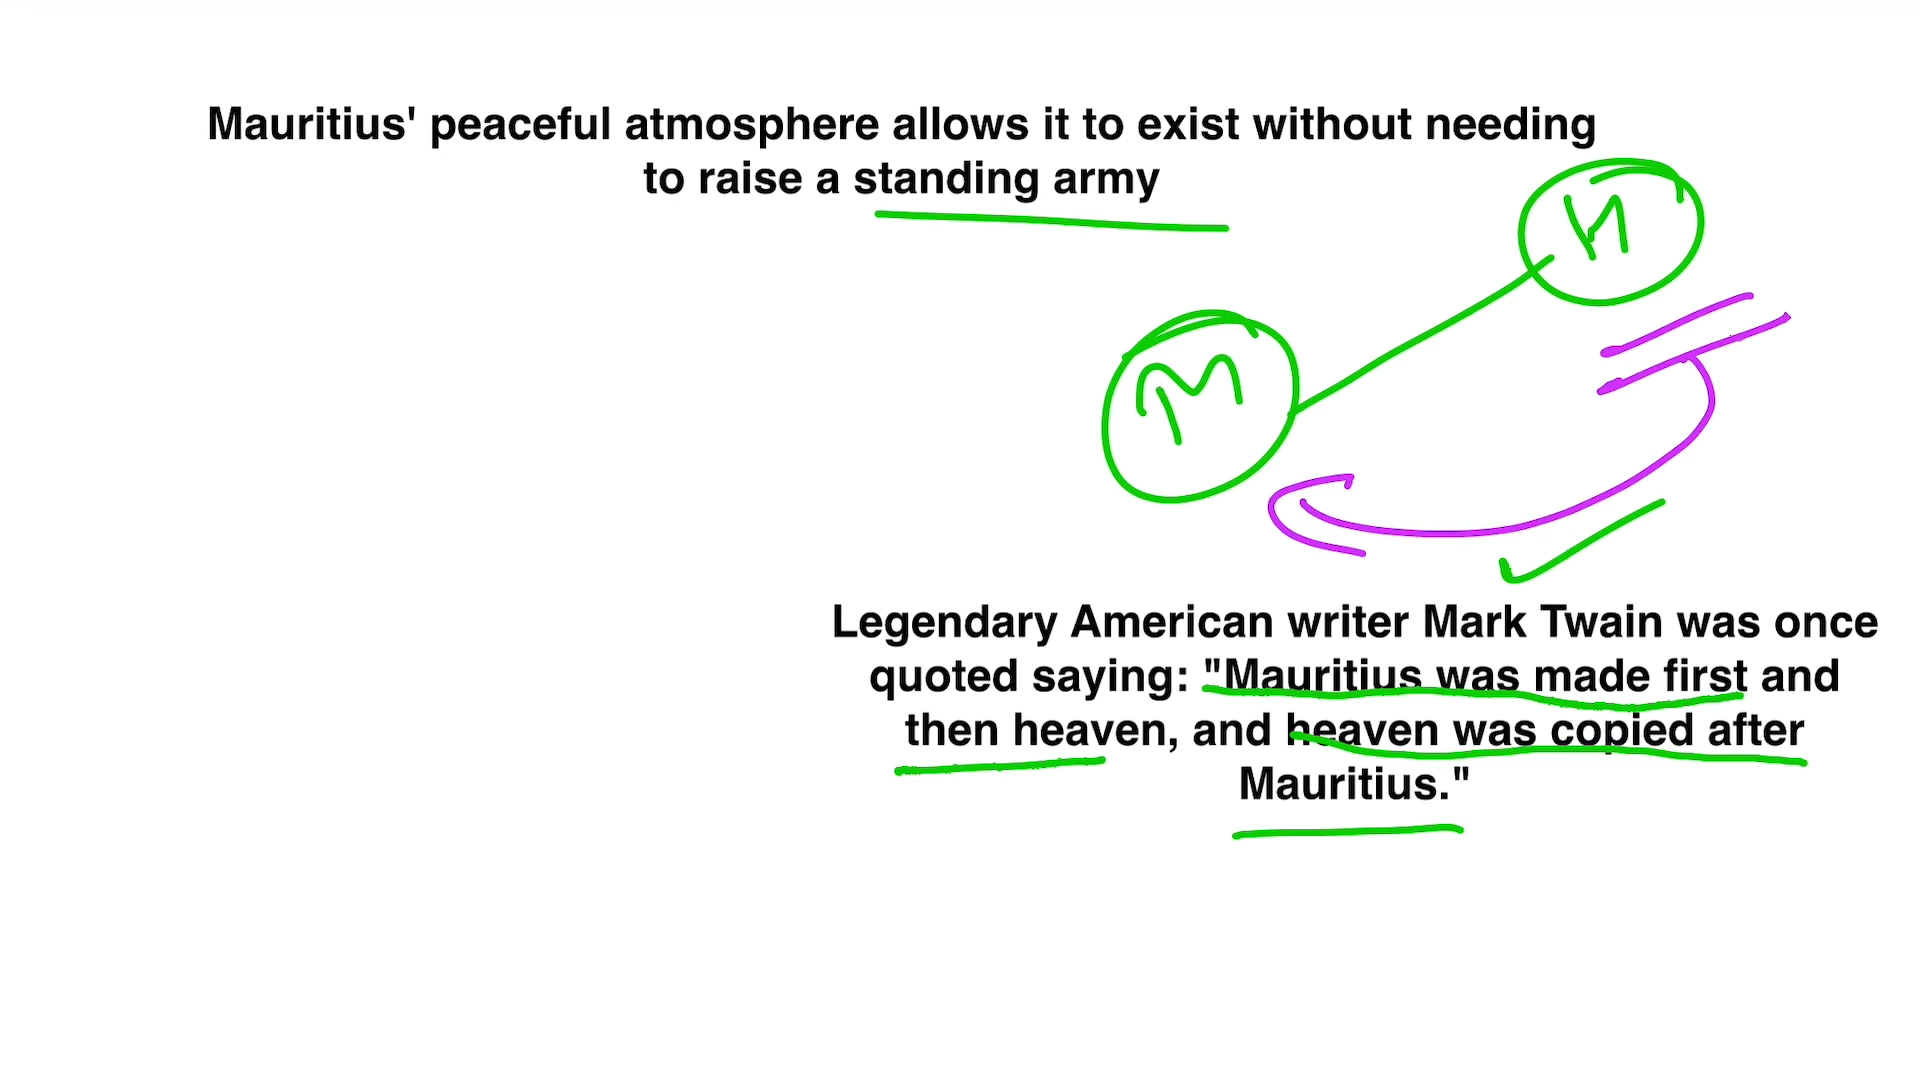 Mauritius' peaceful atmosphere allows it to exist without needing
to raise a standing army
H
M
Legendary American writer Mark Twain was once
quoted saying: "Mauritius was made first and
then heaven, and heaven was copied after
Mauritius."